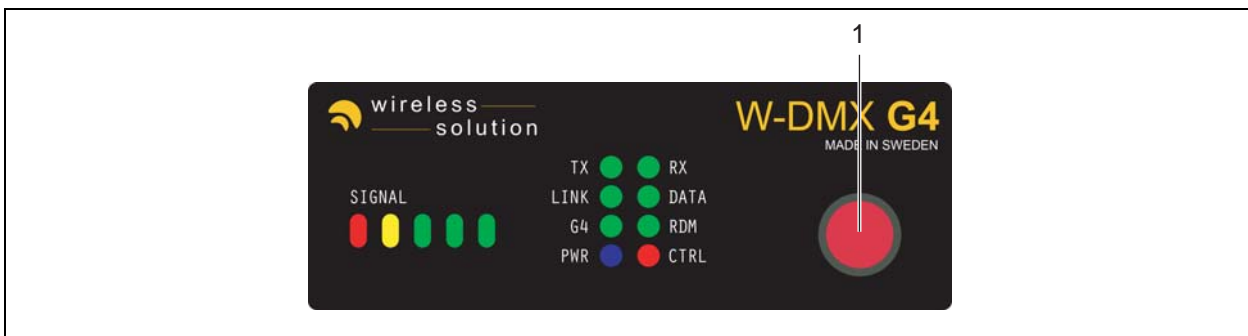 1
wireless
solution
W-DMX G4
MADE IN SWEDEN
SIGNAL
TX RX
LINK DATA
G4 RDM
PWR CTRL